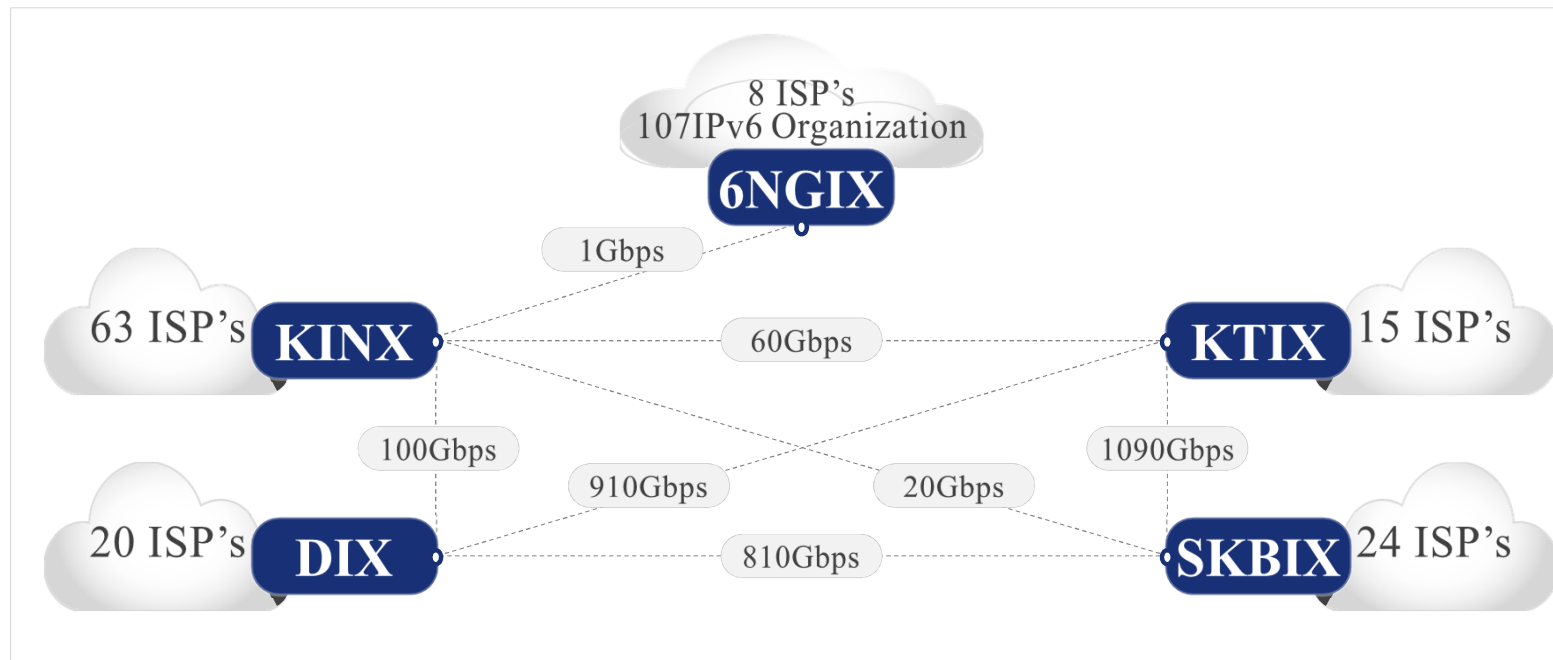 8 ISP’s
107IPv6 Organization
6NGIX
1Gbps
63 ISP’s
KINX
60Gbps
KTIX
15 ISP’s
100Gbps
1090Gbps
910Gbps
20Gbps
20 ISP’s
DIX
810Gbps
SKBIX
24 ISP’s